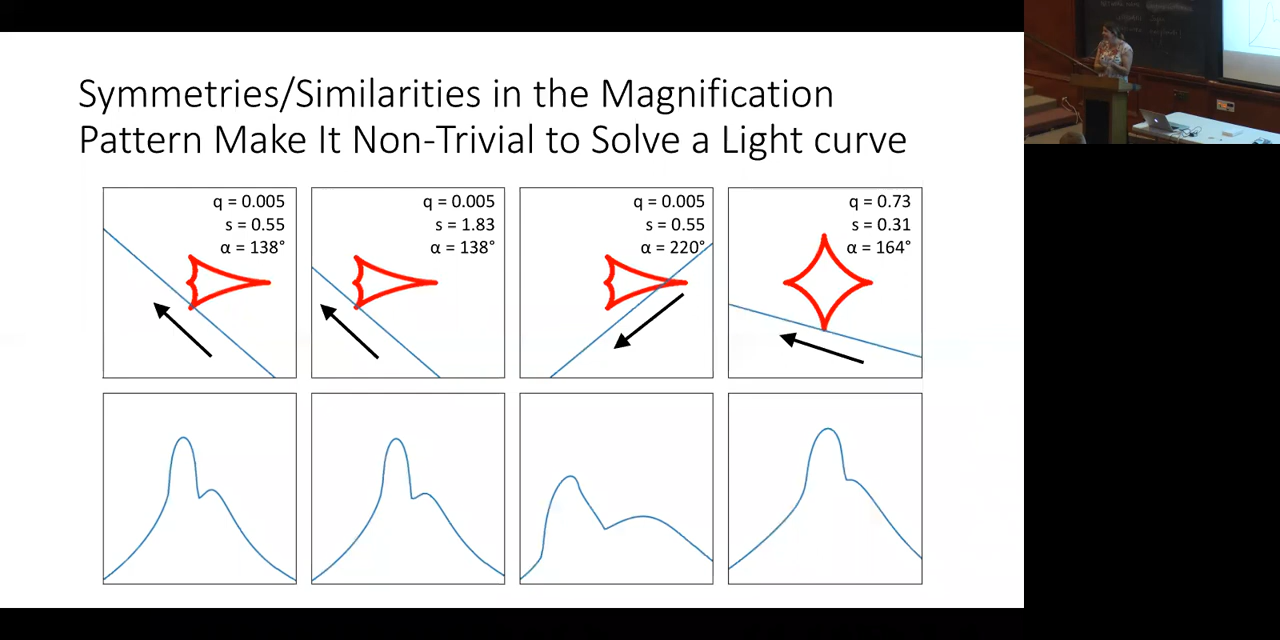 Symmetries/Similarities in the Magnification
Pattern Make It Non-Trivial to Solve a Light curve
q = 0.005
s = 0.55
α = 138°
q = 0.005
s = 1.83
α = 138°
q = 0.005
s = 0.55
α = 220°
q = 0.73
s = 0.31
α = 164°